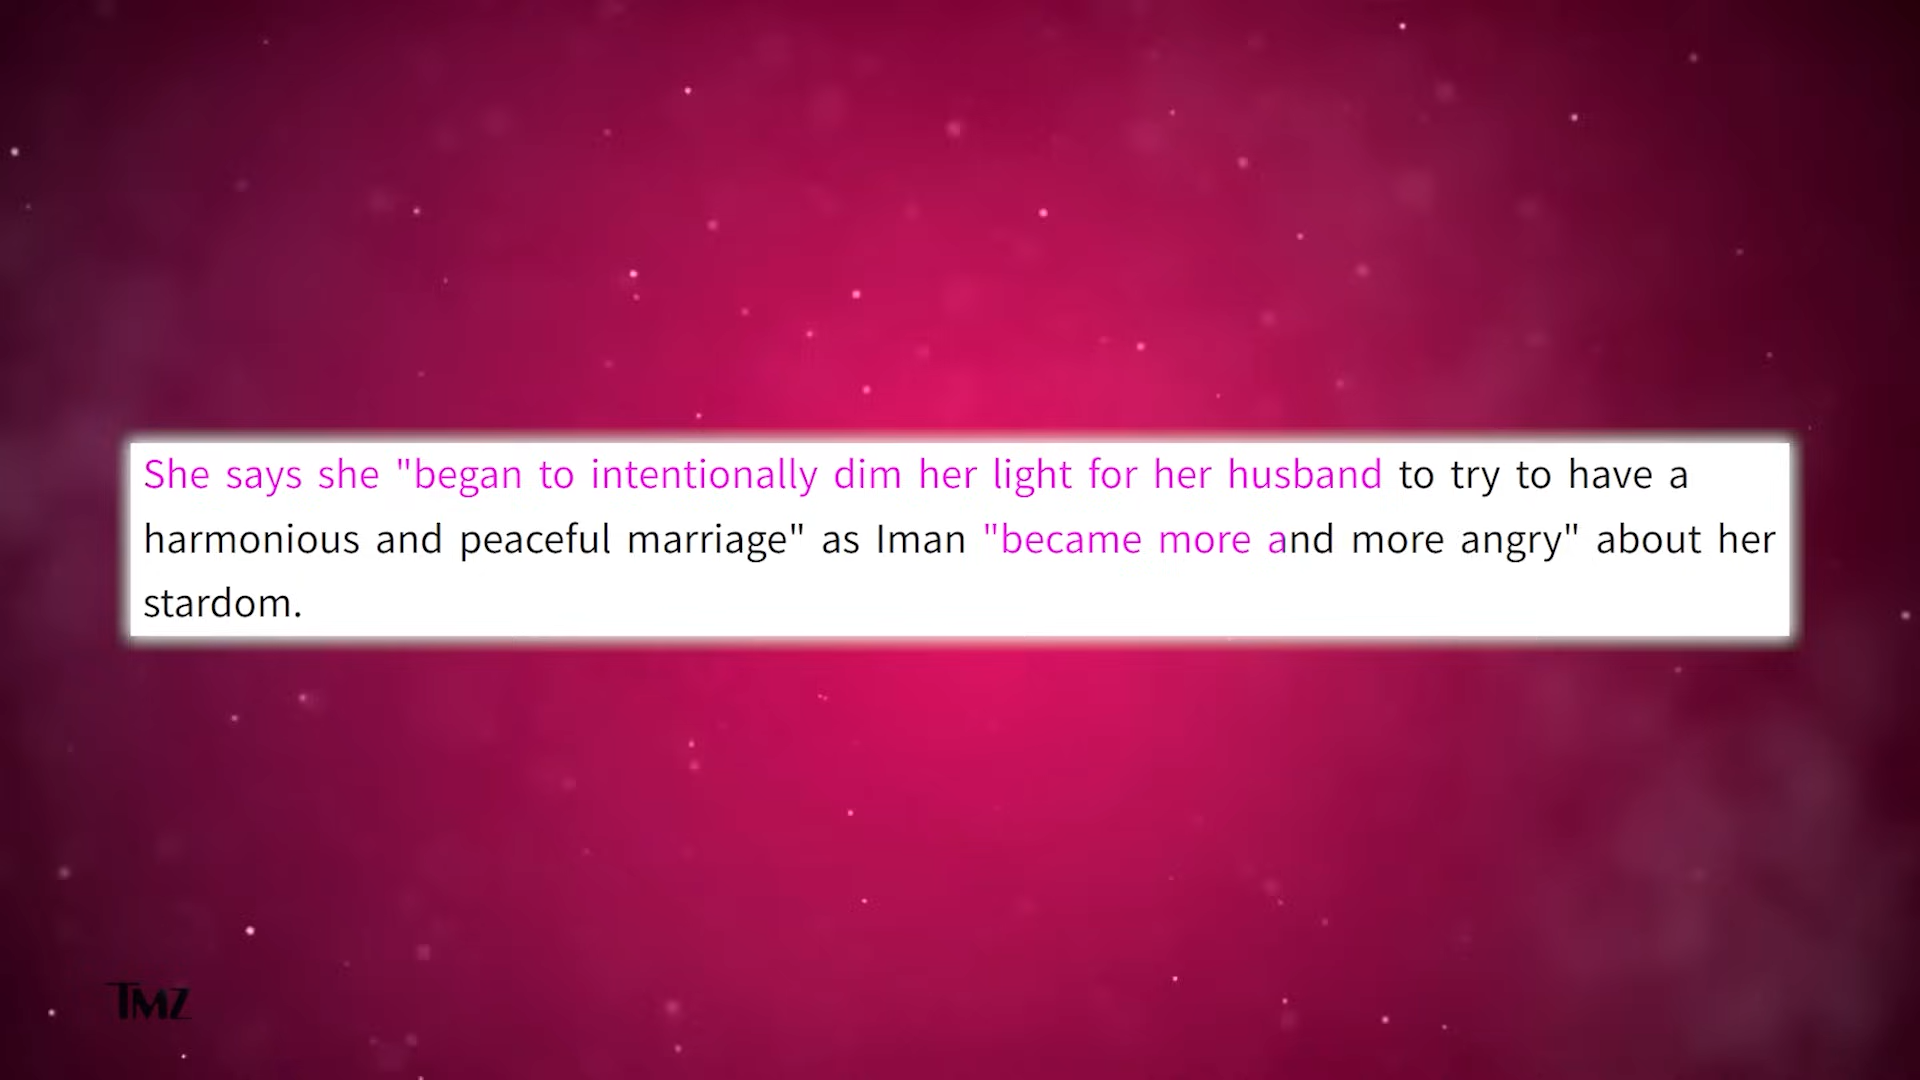 She says she "began to intentionally dim her light for her husband to try to have a
harmonious and peaceful marriage" as Iman "became more and more angry" about her
stardom.
TMZ